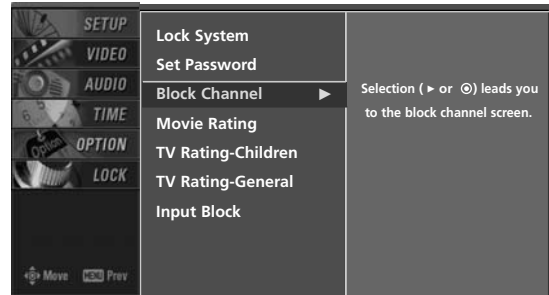 SETUP
VIDEO
AUDIO
TIME
OPTION
LOCK
Move MENU Prev
Lock System
Set Password
Block Channel ►
Movie Rating
TV Rating-Children
TV Rating-General
Input Block
Selection ( ► or ⊙) leads you
to the block channel screen.